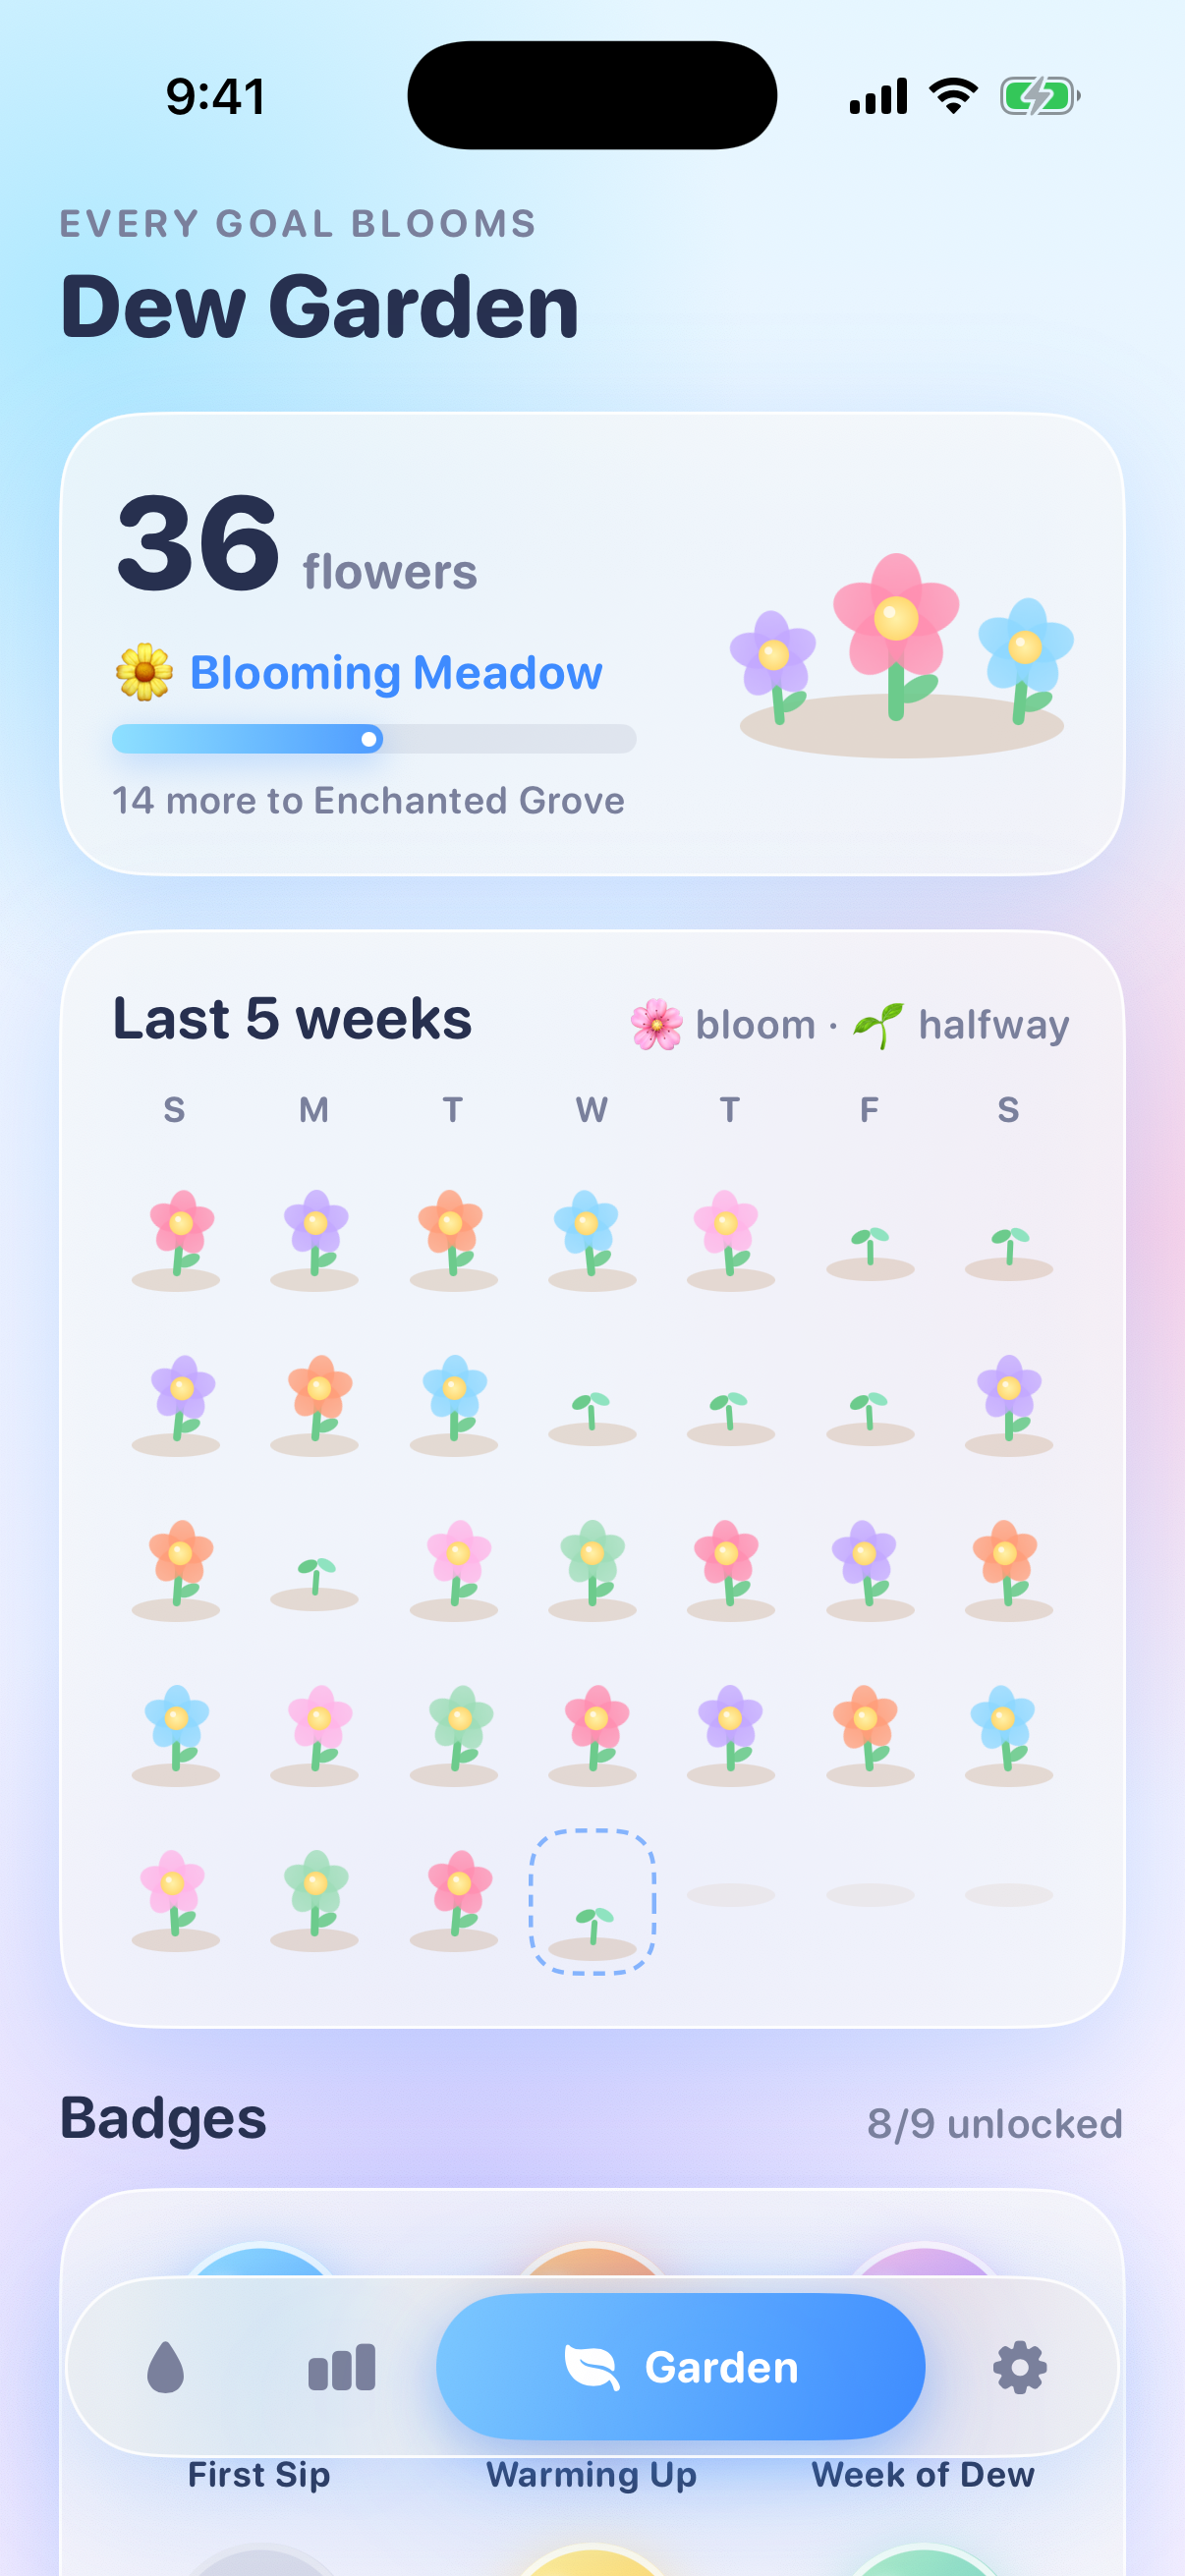 9:41
EVERY GOAL BLOOMS
Dew Garden
36 flowers
Blooming Meadow
14 more to Enchanted Grove
Last 5 weeks
bloom · halfway
S M T W T F S
Badges
8/9 unlocked
Garden
First Sip
Warming Up
Week of Dew